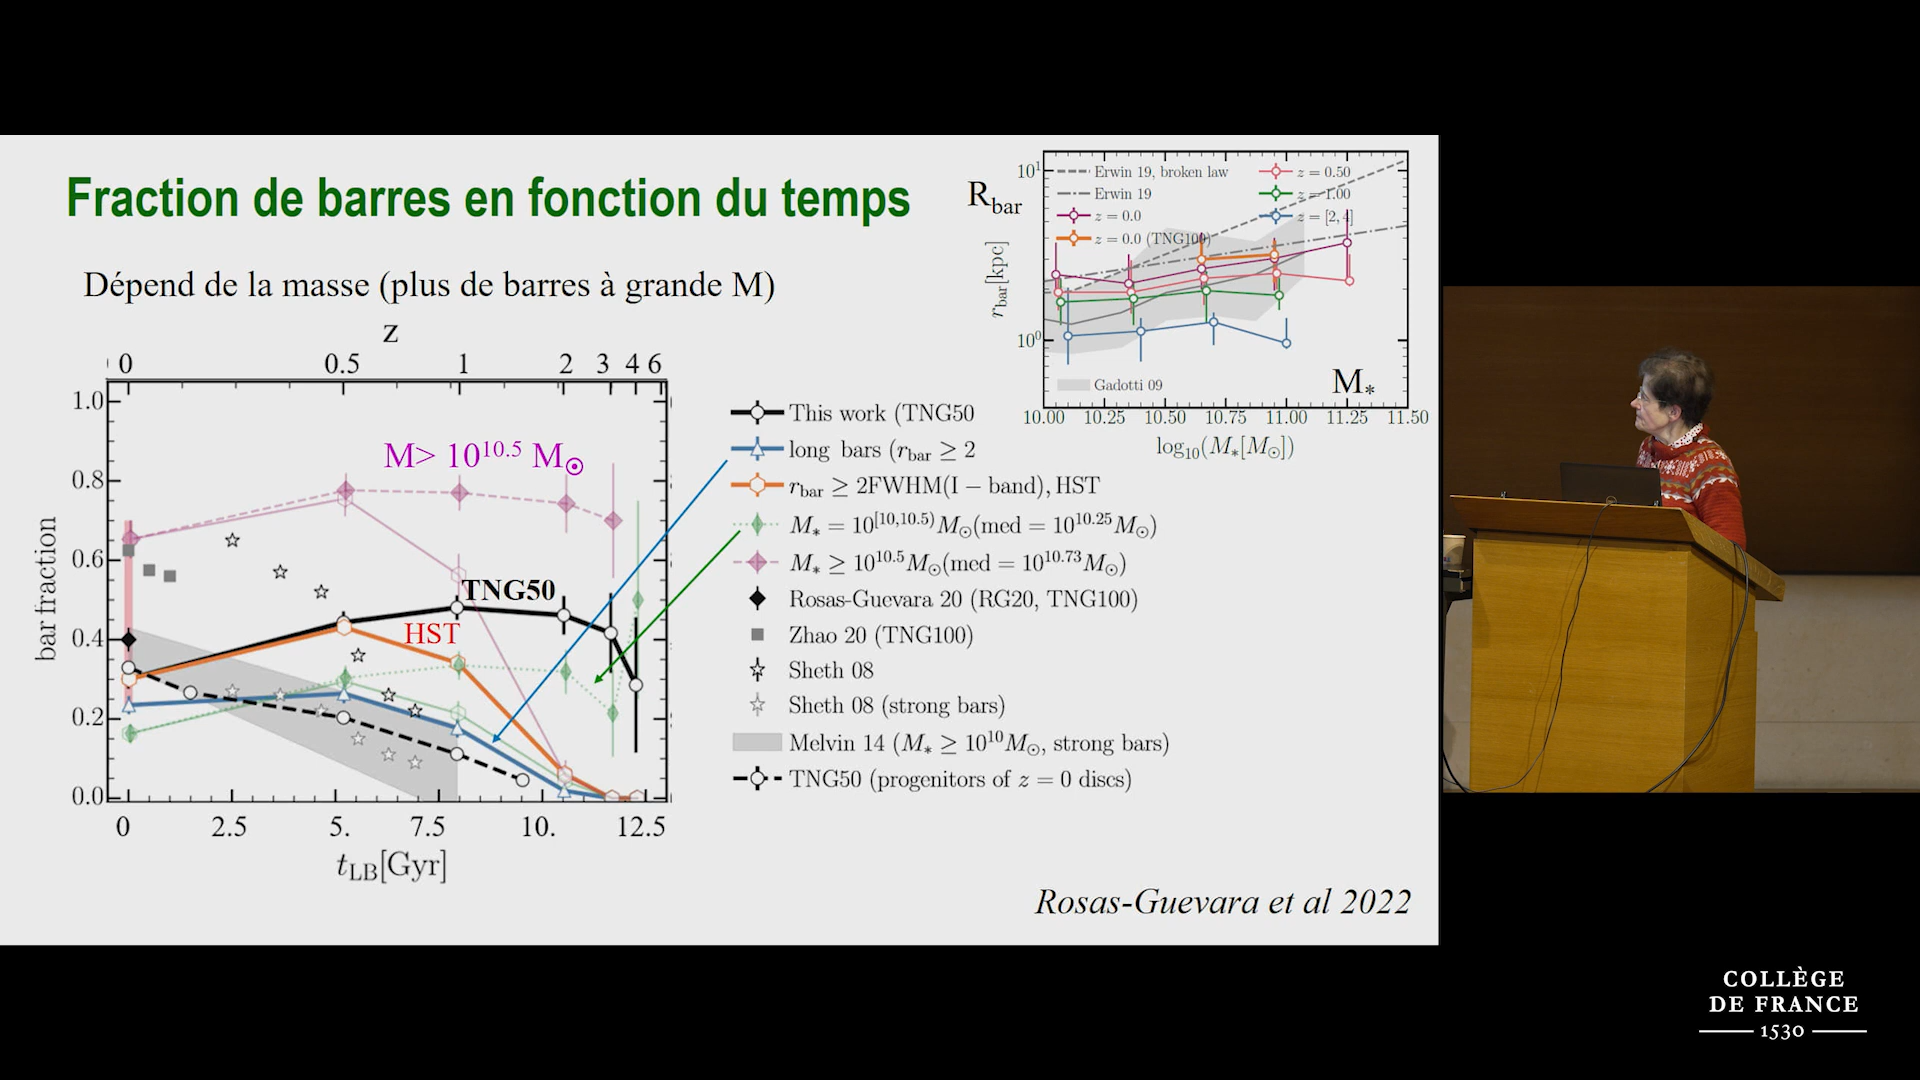 Fraction de barres en fonction du temps
Dépend de la masse (plus de barres à grande M)
z
0 0.5 1 2 3 4 6
1.0
0.8
0.6
0.4
0.2
0.0
bar fraction
M> 10^10.5 M⊙
TNG50
HST
0 2.5 5. 7.5 10. 12.5
t_LB[Gyr]
This work (TNG50
long bars (r_bar ≥ 2
r_bar ≥ 2FWHM(I − band), HST
M_* = 10^[10,10.5) M⊙(med = 10^10.25 M⊙)
M_* ≥ 10^10.5 M⊙(med = 10^10.73 M⊙)
Rosas-Guevara 20 (RG20, TNG100)
Zhao 20 (TNG100)
Sheth 08
Sheth 08 (strong bars)
Melvin 14 (M_* ≥ 10^10 M⊙, strong bars)
TNG50 (progenitors of z = 0 discs)
R_bar
10^1
10^0
r_bar[kpc]
Erwin 19, broken law
Erwin 19
z = 0.0
z = 0.0 (TNG100)
z = 0.50
z = 1.00
z = [2, 4]
Gadotti 09
M_*
10.00 10.25 10.50 10.75 11.00 11.25 11.50
log_10(M_*[M⊙])
Rosas-Guevara et al 2022
COLLÈGE
DE FRANCE
1530